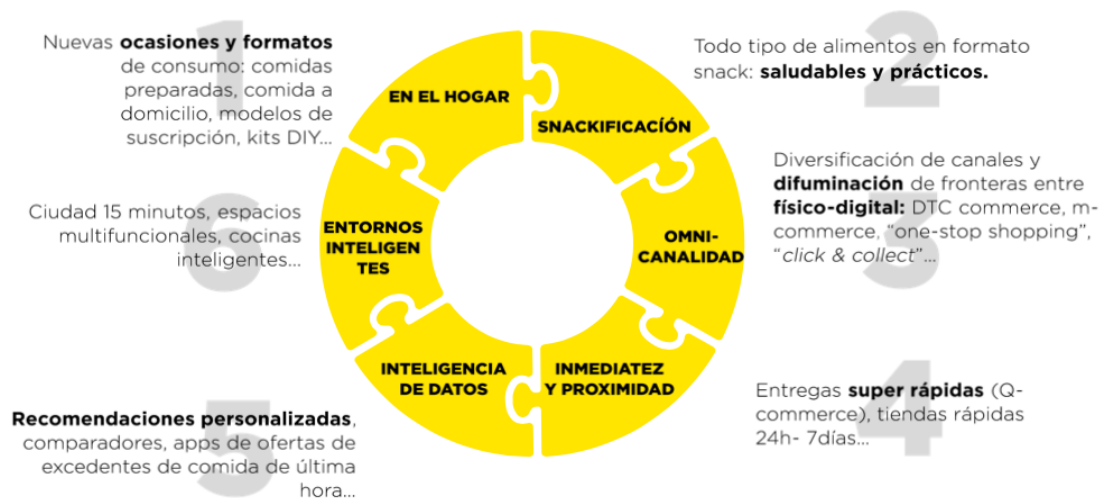 1
Nuevas ocasiones y formatos
de consumo: comidas
preparadas, comida a
domicilio, modelos de
suscripción, kits DIY...
EN EL HOGAR
2
Todo tipo de alimentos en formato
snack: saludables y prácticos.
SNACKIFICACÍÓN
3
Diversificación de canales y
difuminación de fronteras entre
físico-digital: DTC commerce, m-
commerce, “one-stop shopping”,
“click & collect”...
OMNI-
CANALIDAD
4
Entregas super rápidas (Q-
commerce), tiendas rápidas
24h- 7días...
INMEDIATEZ
Y PROXIMIDAD
5
Recomendaciones personalizadas,
comparadores, apps de ofertas de
excedentes de comida de última
hora...
INTELIGENCIA
DE DATOS
6
Ciudad 15 minutos, espacios
multifuncionales, cocinas
inteligentes...
ENTORNOS
INTELIGEN
TES